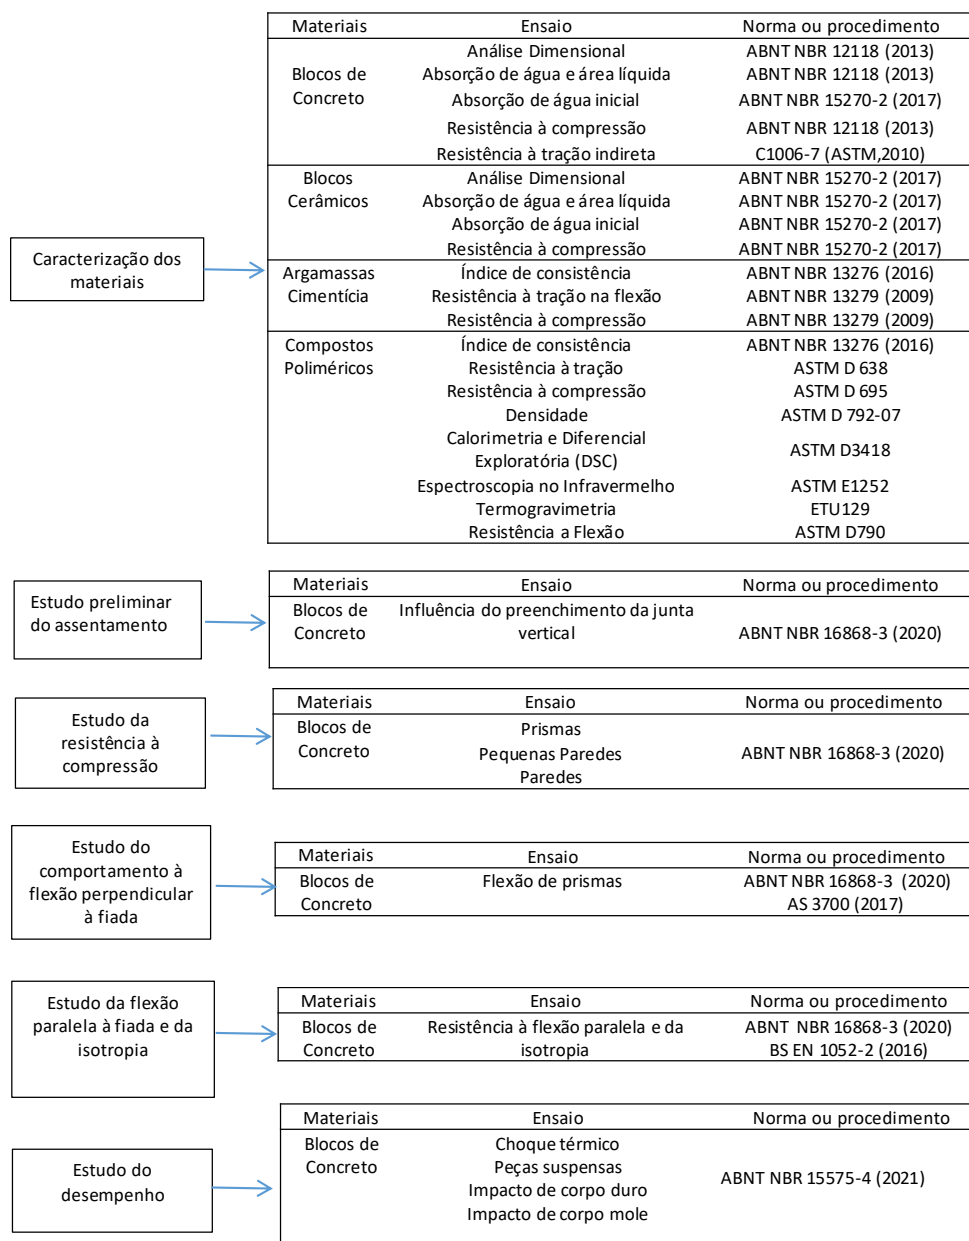 Materiais Ensaio Norma ou procedimento
Análise Dimensional ABNT NBR 12118 (2013)
Blocos de Absorção de água e área líquida ABNT NBR 12118 (2013)
Concreto Absorção de água inicial ABNT NBR 15270-2 (2017)
Resistência à compressão ABNT NBR 12118 (2013)
Resistência à tração indireta C1006-7 (ASTM,2010)
Blocos Análise Dimensional ABNT NBR 15270-2 (2017)
Cerâmicos Absorção de água e área líquida ABNT NBR 15270-2 (2017)
Absorção de água inicial ABNT NBR 15270-2 (2017)
Resistência à compressão ABNT NBR 15270-2 (2017)
Caracterização dos
materiais
Argamassas Índice de consistência ABNT NBR 13276 (2016)
Cimentícia Resistência à tração na flexão ABNT NBR 13279 (2009)
Resistência à compressão ABNT NBR 13279 (2009)
Compostos Índice de consistência ABNT NBR 13276 (2016)
Poliméricos Resistência à tração ASTM D 638
Resistência à compressão ASTM D 695
Densidade ASTM D 792-07
Calorimetria e Diferencial
Exploratória (DSC) ASTM D3418
Espectroscopia no Infravermelho ASTM E1252
Termogravimetria ETU129
Resistência a Flexão ASTM D790
Estudo preliminar
do assentamento
Materiais Ensaio Norma ou procedimento
Blocos de Influência do preenchimento da junta
Concreto vertical ABNT NBR 16868-3 (2020)
Estudo da
resistência à
compressão
Materiais Ensaio Norma ou procedimento
Blocos de Prismas
Concreto Pequenas Paredes ABNT NBR 16868-3 (2020)
Paredes
Estudo do
comportamento à
flexão perpendicular
à fiada
Materiais Ensaio Norma ou procedimento
Blocos de Flexão de prismas ABNT NBR 16868-3 (2020)
Concreto AS 3700 (2017)
Estudo da flexão
paralela à fiada e da
isotropia
Materiais Ensaio Norma ou procedimento
Blocos de Resistência à flexão paralela e da ABNT NBR 16868-3 (2020)
Concreto isotropia BS EN 1052-2 (2016)
Estudo do
desempenho
Materiais Ensaio Norma ou procedimento
Blocos de Choque térmico
Concreto Peças suspensas ABNT NBR 15575-4 (2021)
Impacto de corpo duro
Impacto de corpo mole